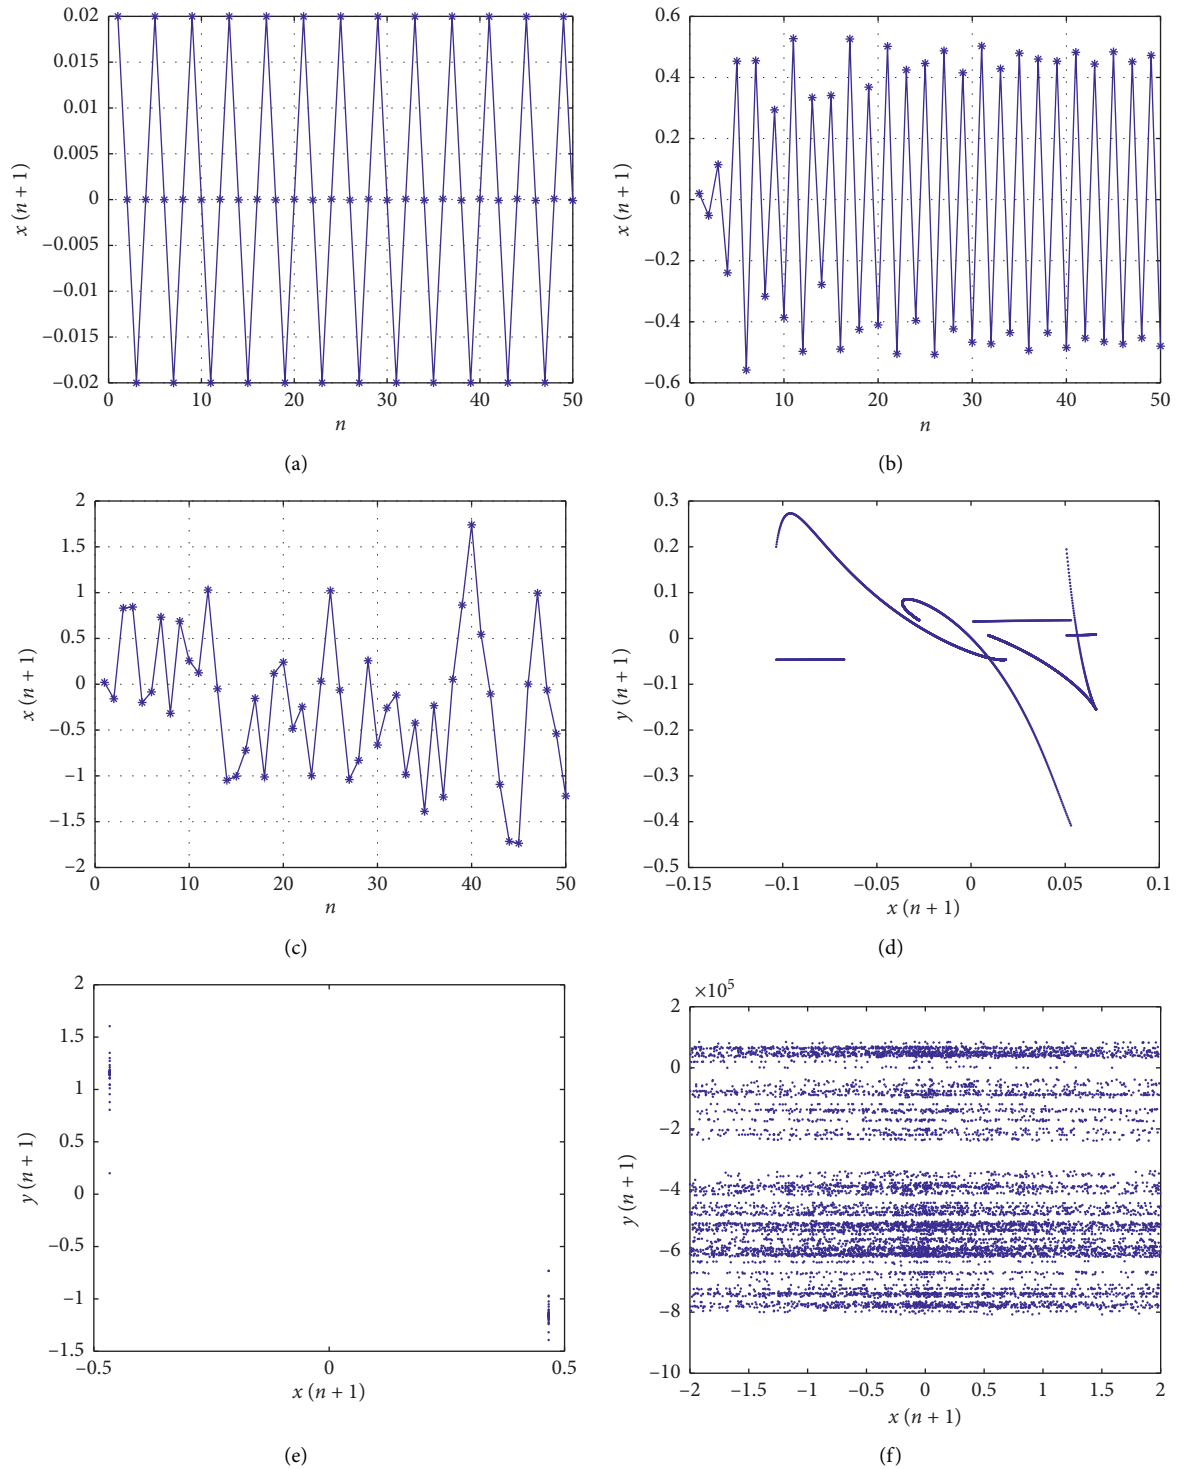 0.02
0.015
0.01
0.005
0
−0.005
−0.01
−0.015
−0.02
x (n + 1)
0 10 20 30 40 50
n
(a)
0.6
0.4
0.2
0
−0.2
−0.4
−0.6
x (n + 1)
0 10 20 30 40 50
n
(b)
2
1.5
1
0.5
0
−0.5
−1
−1.5
−2
x (n + 1)
0 10 20 30 40 50
n
(c)
0.3
0.2
0.1
0
−0.1
−0.2
−0.3
−0.4
−0.5
y (n + 1)
−0.15 −0.1 −0.05 0 0.05 0.1
x (n + 1)
(d)
2
1.5
1
0.5
0
−0.5
−1
−1.5
y (n + 1)
−0.5 0 0.5
x (n + 1)
(e)
×10⁵
2
0
−2
−4
−6
−8
−10
y (n + 1)
−2 −1.5 −1 −0.5 0 0.5 1 1.5 2
x (n + 1)
(f)